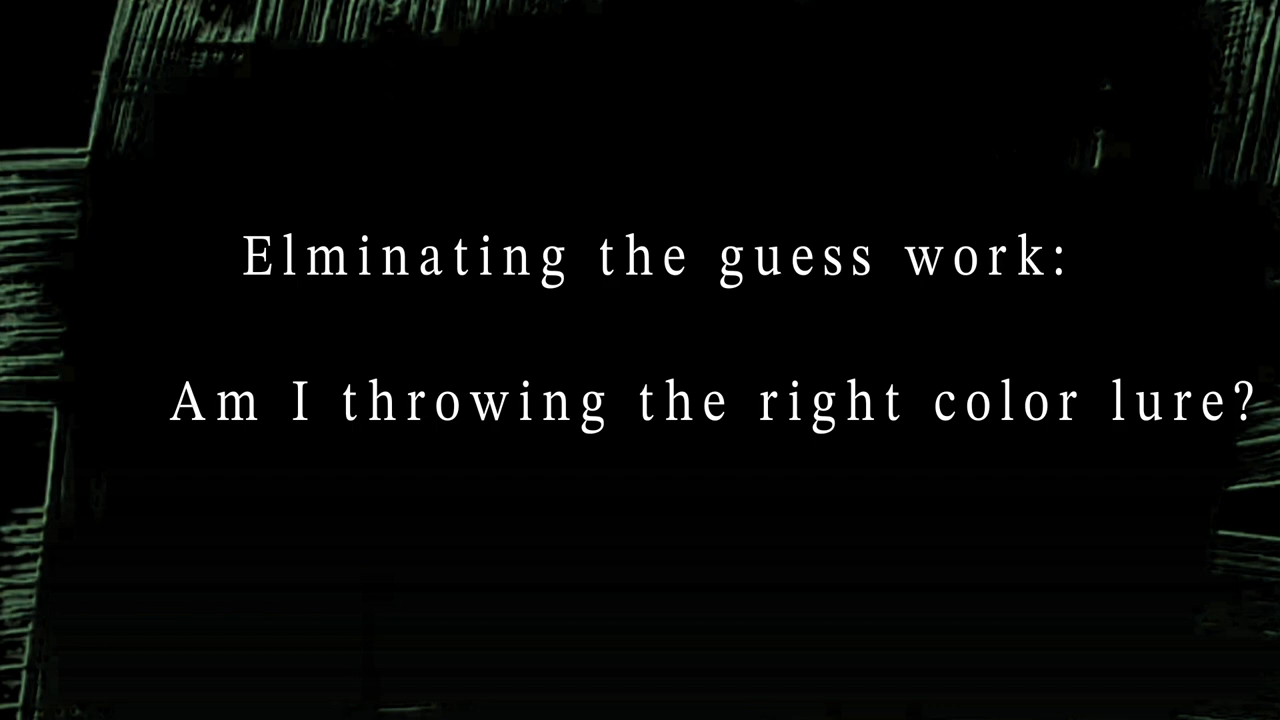 Elminating the guess work:
Am I throwing the right color lure?